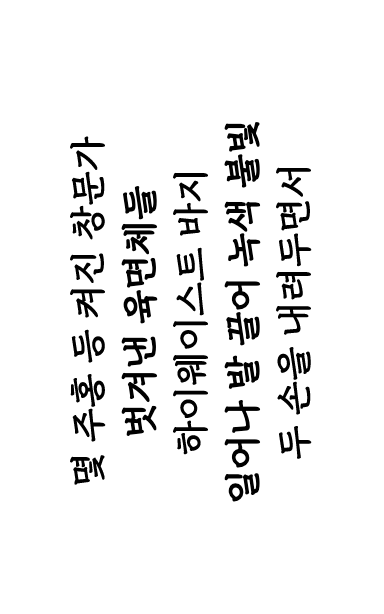 몇 주홍 등 켜진 창문가
벗겨낸 육면체들
하이웨이스트 바지
일어나 발 끌어 녹색 불빛
두 손을 내려두면서